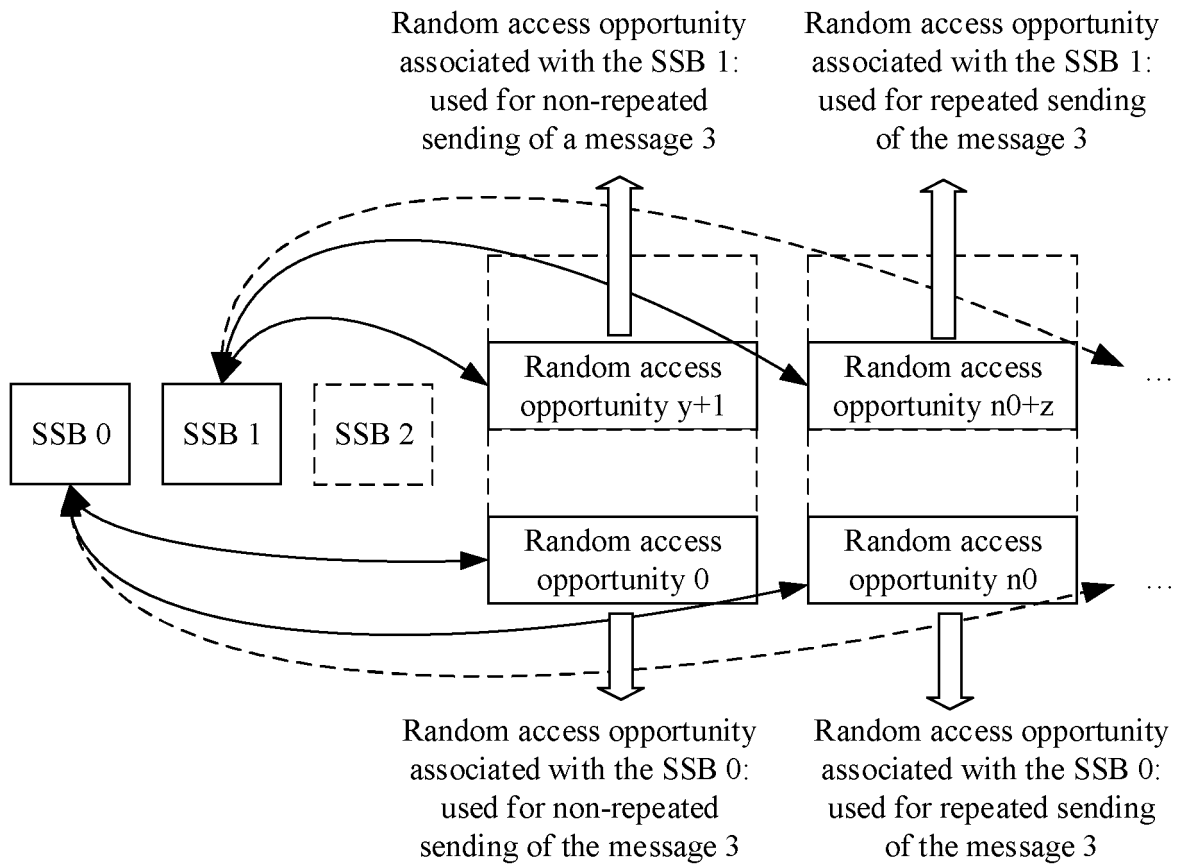 Random access opportunity
associated with the SSB 1:
used for non-repeated
sending of a message 3
Random access opportunity
associated with the SSB 1:
used for repeated sending
of the message 3
Random access
opportunity y+1
Random access
opportunity n0+z
...
SSB 0
SSB 1
SSB 2
Random access
opportunity 0
Random access
opportunity n0
...
Random access opportunity
associated with the SSB 0:
used for non-repeated
sending of the message 3
Random access opportunity
associated with the SSB 0:
used for repeated sending
of the message 3